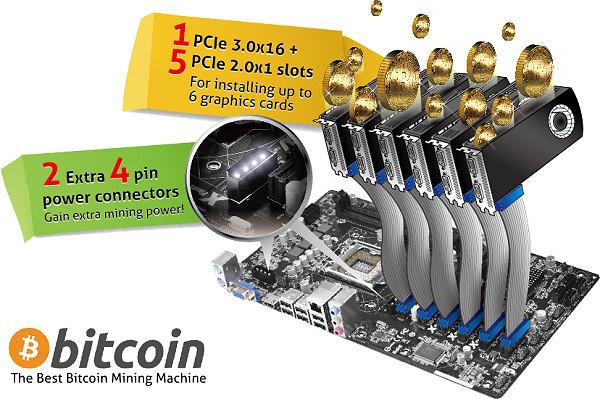 1 PCIe 3.0x16 +
5 PCIe 2.0x1 slots
For installing up to
6 graphics cards
2 Extra 4 pin
power connectors
Gain extra mining power!
bitcoin
The Best Bitcoin Mining Machine